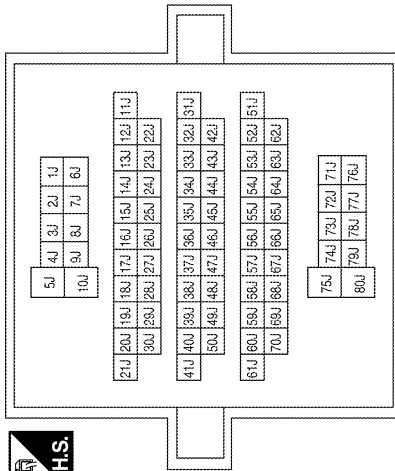 5J 4J 3J 2J 1J
10J 9J 8J 7J 6J
21J 20J 19J 18J 17J 16J 15J 14J 13J 12J 11J
30J 29J 28J 27J 26J 25J 24J 23J 22J
41J 40J 39J 38J 37J 36J 35J 34J 33J 32J 31J
50J 49J 48J 47J 46J 45J 44J 43J 42J
61J 60J 59J 58J 57J 56J 55J 54J 53J 52J 51J
70J 69J 68J 67J 66J 65J 64J 63J 62J
75J 74J 73J 72J 71J
80J 79J 78J 77J 76J
H.S.